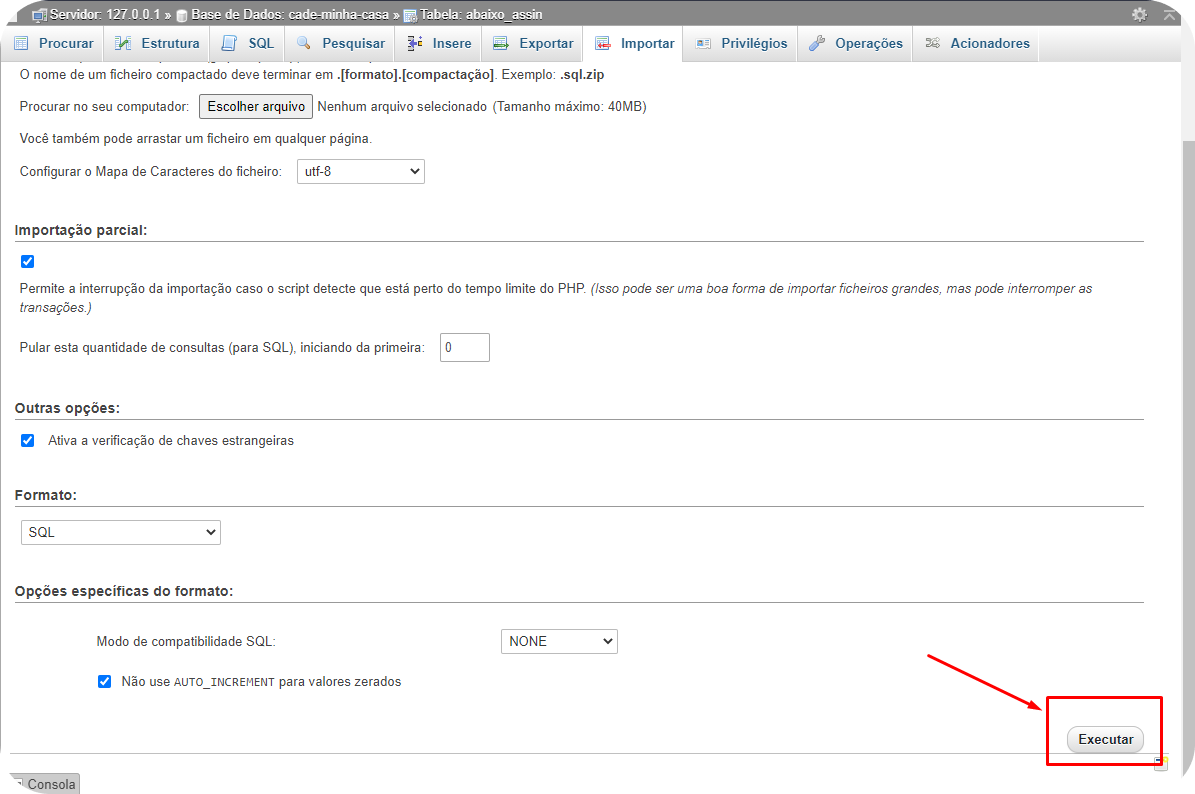 Servidor: 127.0.0.1 » Base de Dados: cade-minha-casa » Tabela: abaixo_assin
Procurar Estrutura SQL Pesquisar Insere Exportar Importar Privilégios Operações Acionadores
O nome de um ficheiro compactado deve terminar em .[formato].[compactação]. Exemplo: .sql.zip
Procurar no seu computador: Escolher arquivo Nenhum arquivo selecionado (Tamanho máximo: 40MB)
Você também pode arrastar um ficheiro em qualquer página.
Configurar o Mapa de Caracteres do ficheiro: utf-8
Importação parcial:
Permite a interrupção da importação caso o script detecte que está perto do tempo limite do PHP. (Isso pode ser uma boa forma de importar ficheiros grandes, mas pode interromper as
transações.)
Pular esta quantidade de consultas (para SQL), iniciando da primeira: 0
Outras opções:
Ativa a verificação de chaves estrangeiras
Formato:
SQL
Opções específicas do formato:
Modo de compatibilidade SQL: NONE
Não use AUTO_INCREMENT para valores zerados
Executar
Consola